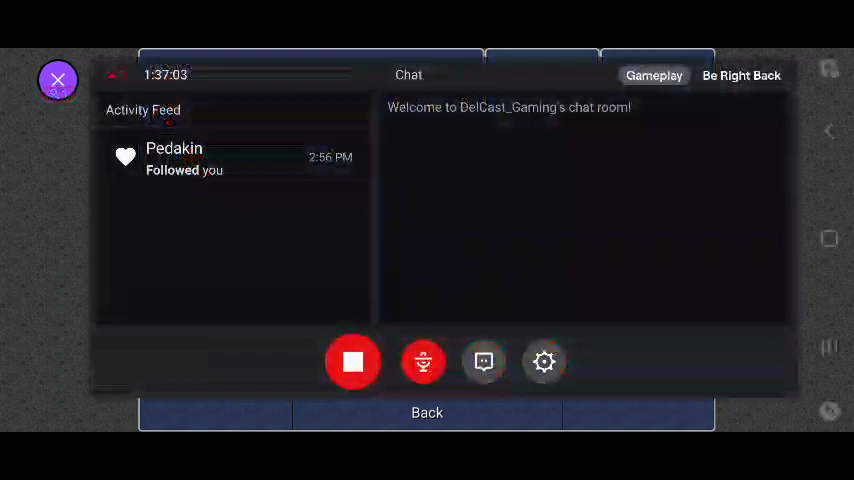 1:37:03
Chat
Gameplay
Be Right Back
Activity Feed
Welcome to DelCast_Gaming's chat room!
Pedakin
2:56 PM
Followed you
Back